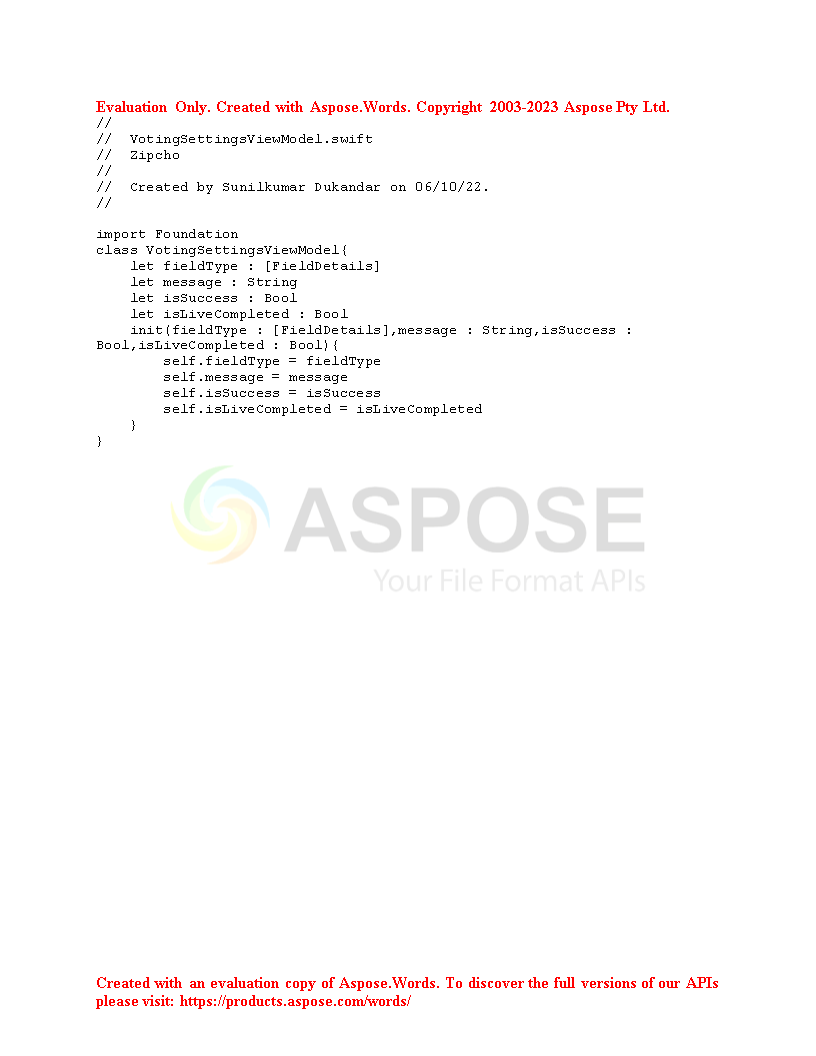 Evaluation Only. Created with Aspose.Words. Copyright 2003-2023 Aspose Pty Ltd.
//
//  VotingSettingsViewModel.swift
//  Zipcho
//
//  Created by Sunilkumar Dukandar on 06/10/22.
//

import Foundation
class VotingSettingsViewModel{
    let fieldType : [FieldDetails]
    let message : String
    let isSuccess : Bool
    let isLiveCompleted : Bool
    init(fieldType : [FieldDetails],message : String,isSuccess :
Bool,isLiveCompleted : Bool){
        self.fieldType = fieldType
        self.message = message
        self.isSuccess = isSuccess
        self.isLiveCompleted = isLiveCompleted
    }
}
ASPOSE
Your File Format APIs
Created with an evaluation copy of Aspose.Words. To discover the full versions of our APIs
please visit: https://products.aspose.com/words/